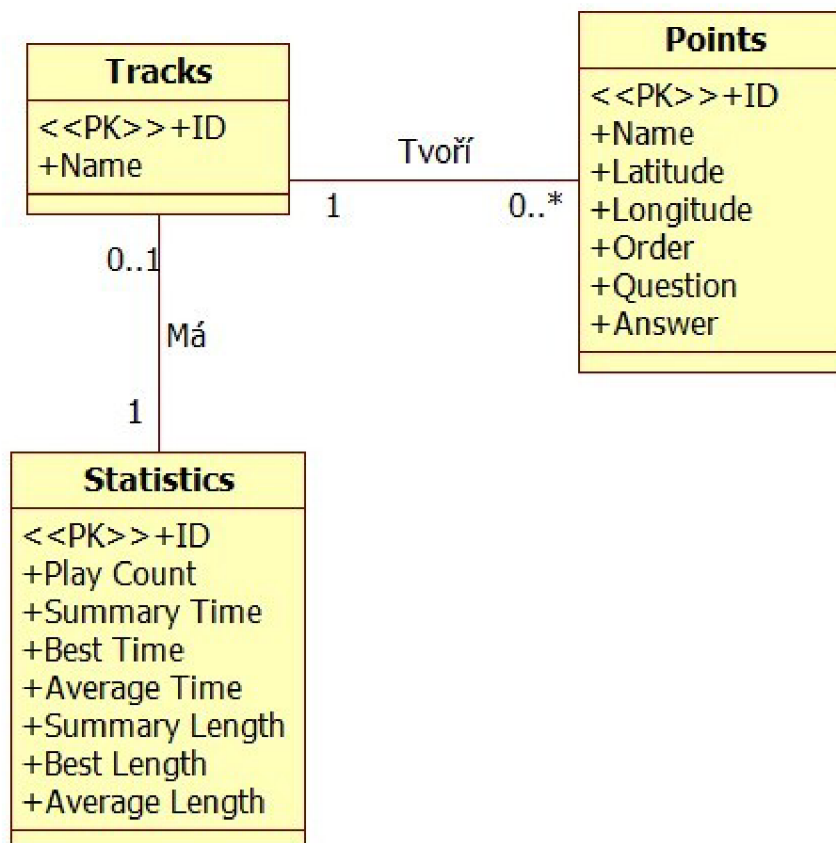 Tracks
<<PK>>+ID
+Name
Points
<<PK>>+ID
+Name
+Latitude
+Longitude
+Order
+Question
+Answer
Tvoří
1
0..*
0..1
Má
1
Statistics
<<PK>>+ID
+Play Count
+Summary Time
+Best Time
+Average Time
+Summary Length
+Best Length
+Average Length